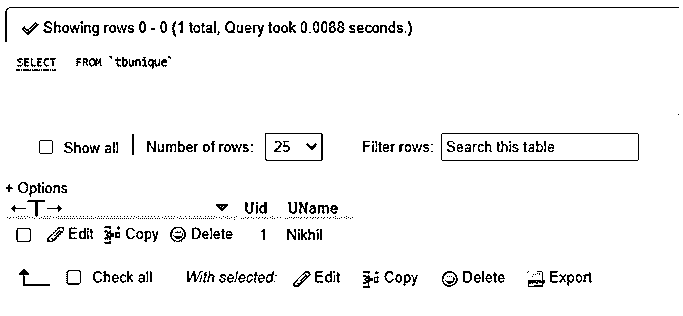 Showing rows 0 - 0 (1 total, Query took 0.0088 seconds.)
SELECT FROM `tbunique`
Show all Number of rows: 25 Filter rows: Search this table
+ Options
←T→ ▼ Uid UName
Edit Copy Delete 1 Nikhil
Check all With selected: Edit Copy Delete Export